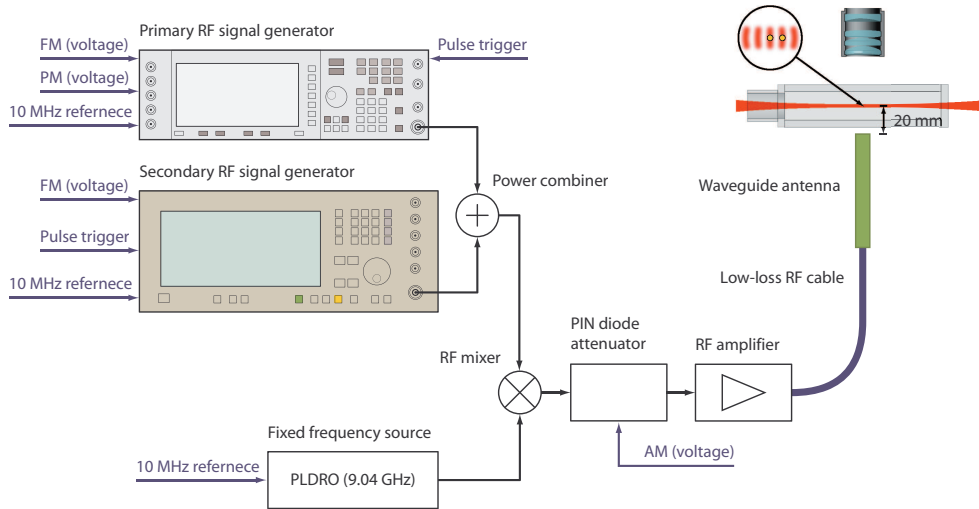 Primary RF signal generator
FM (voltage)
Pulse trigger
PM (voltage)
10 MHz refernece
20 mm
Secondary RF signal generator
Power combiner
Waveguide antenna
FM (voltage)
Pulse trigger
Low-loss RF cable
10 MHz refernece
PIN diode
attenuator
RF mixer
RF amplifier
Fixed frequency source
AM (voltage)
10 MHz refernece
PLDRO (9.04 GHz)